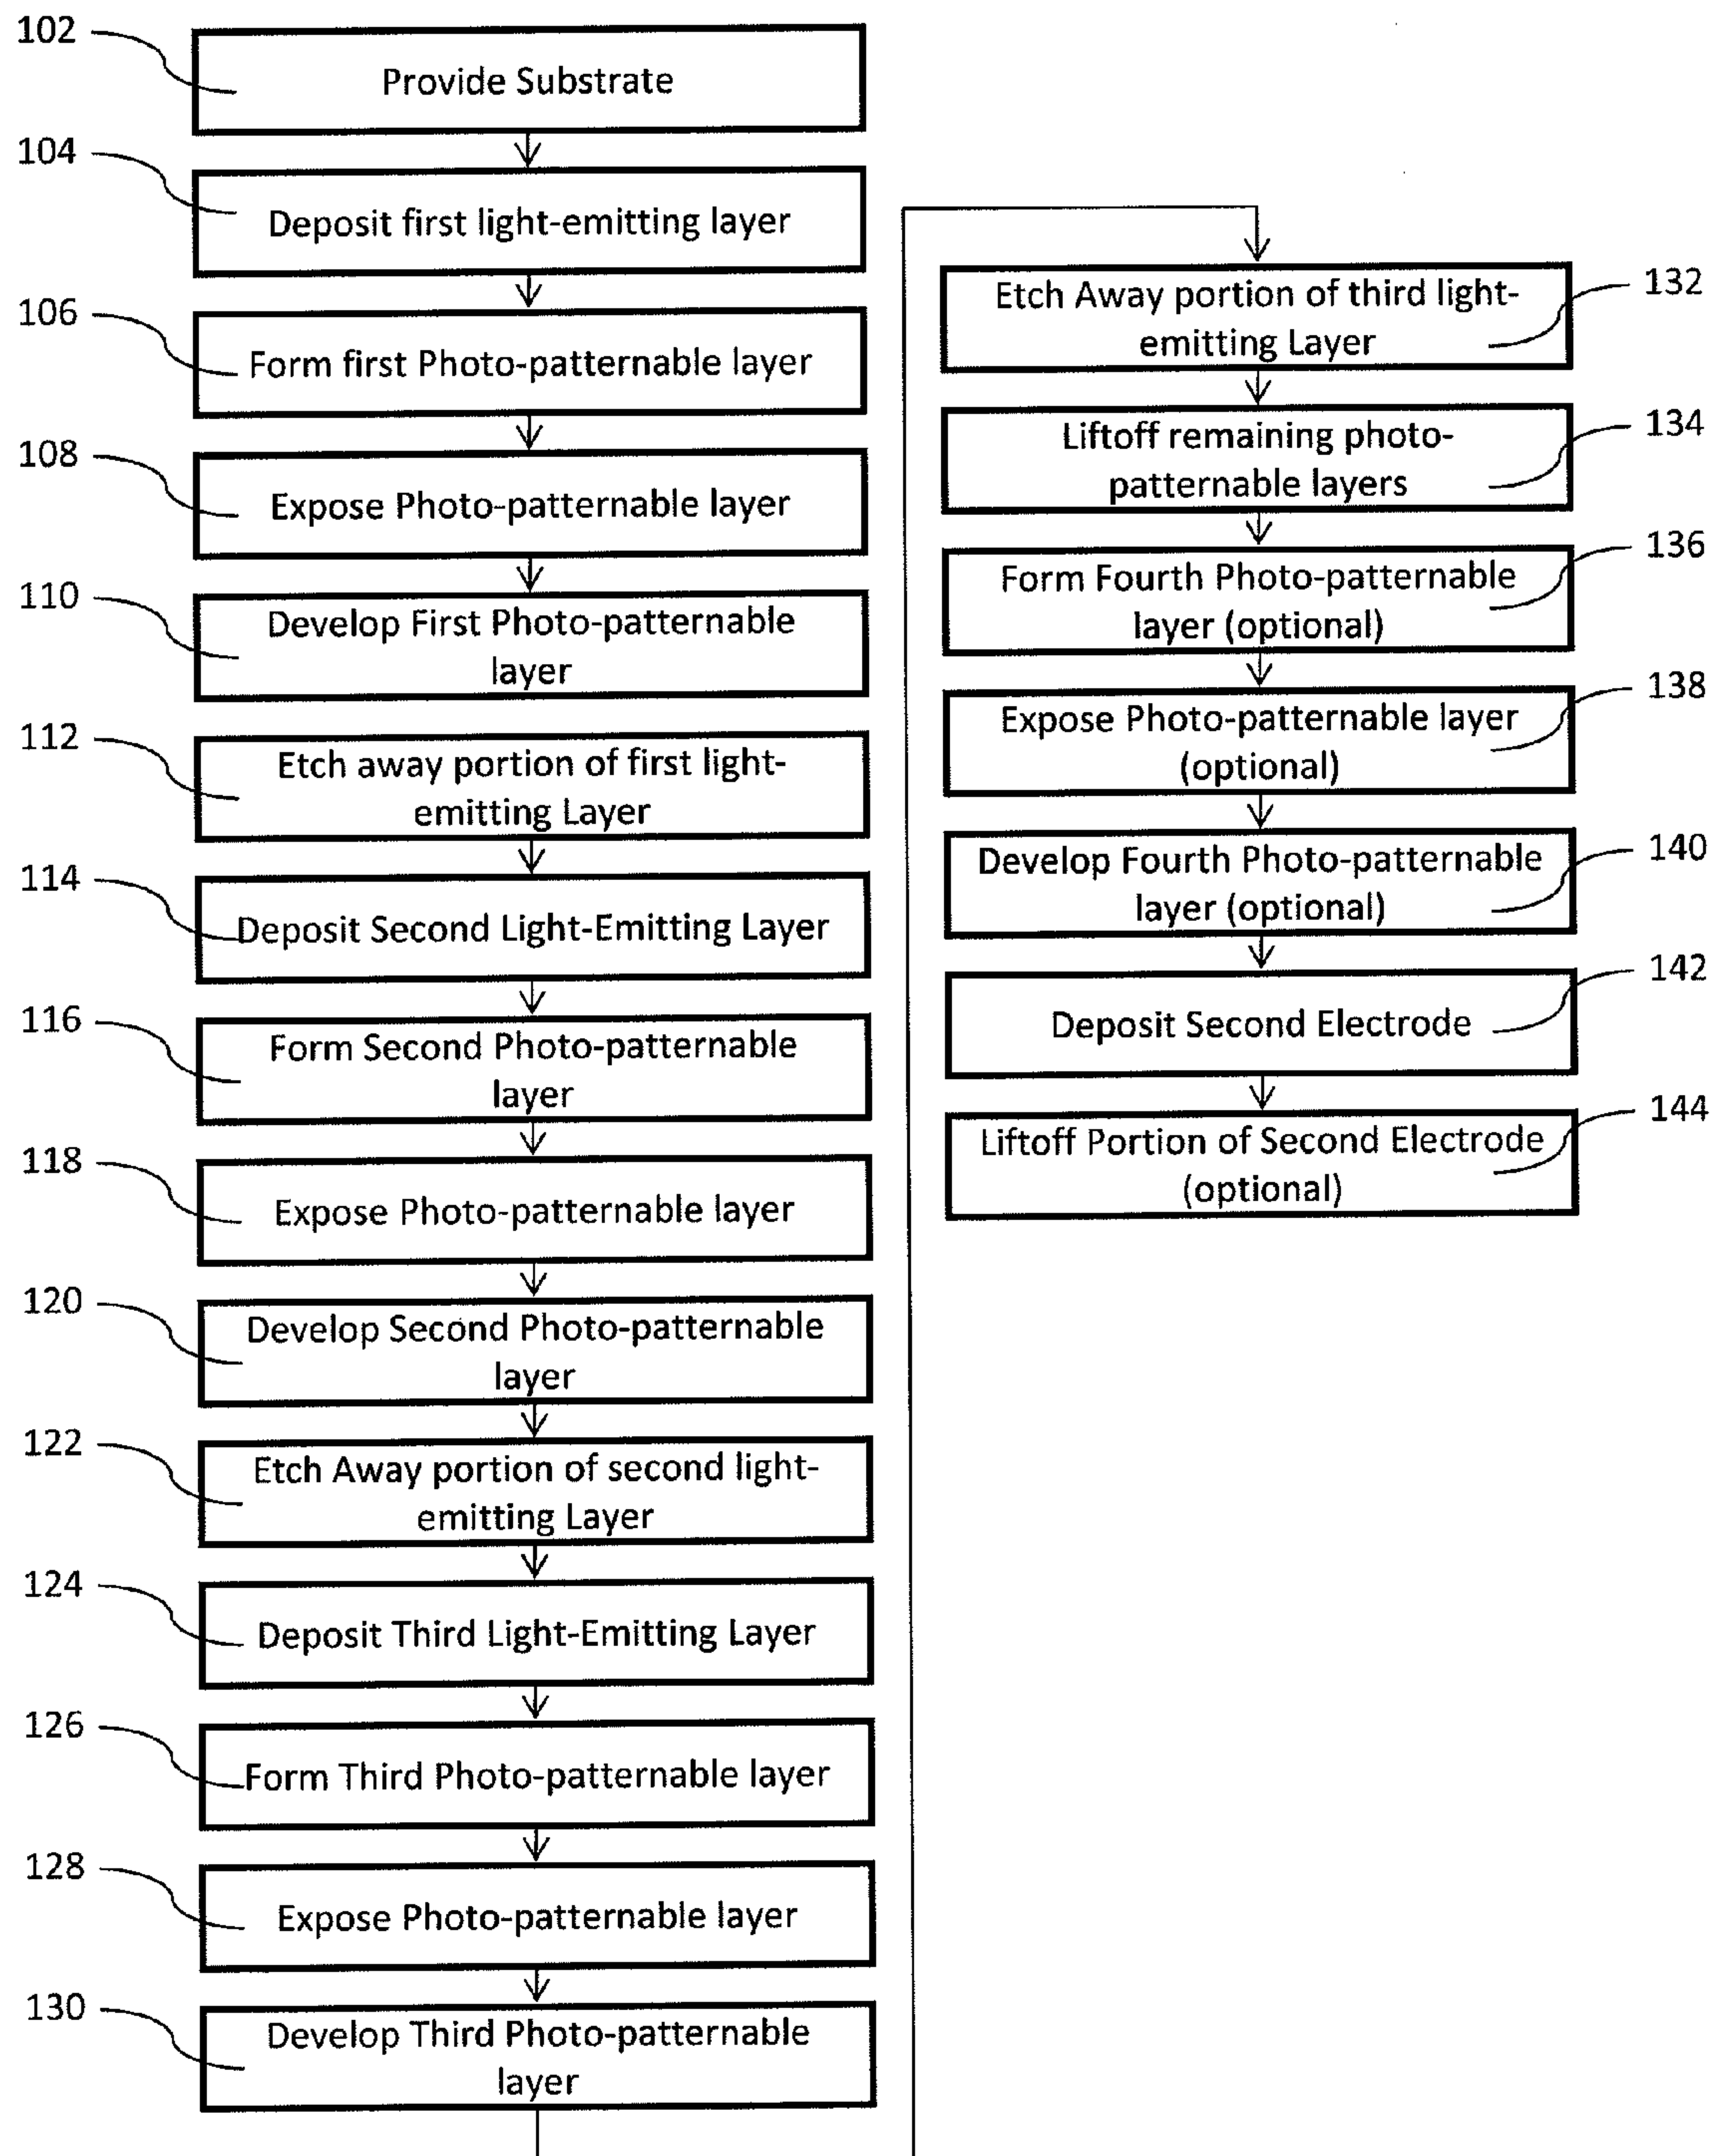 102
Provide Substrate
104
Deposit first light-emitting layer
106
Form first Photo-patternable layer
108
Expose Photo-patternable layer
110
Develop First Photo-patternable
layer
112
Etch away portion of first light-
emitting Layer
114
Deposit Second Light-Emitting Layer
116
Form Second Photo-patternable
layer
118
Expose Photo-patternable layer
120
Develop Second Photo-patternable
layer
122
Etch Away portion of second light-
emitting Layer
124
Deposit Third Light-Emitting Layer
126
Form Third Photo-patternable layer
128
Expose Photo-patternable layer
130
Develop Third Photo-patternable
layer
Etch Away portion of third light-
emitting Layer
132
Liftoff remaining photo-
patternable layers
134
Form Fourth Photo-patternable
layer (optional)
136
Expose Photo-patternable layer
(optional)
138
Develop Fourth Photo-patternable
layer (optional)
140
Deposit Second Electrode
142
Liftoff Portion of Second Electrode
(optional)
144